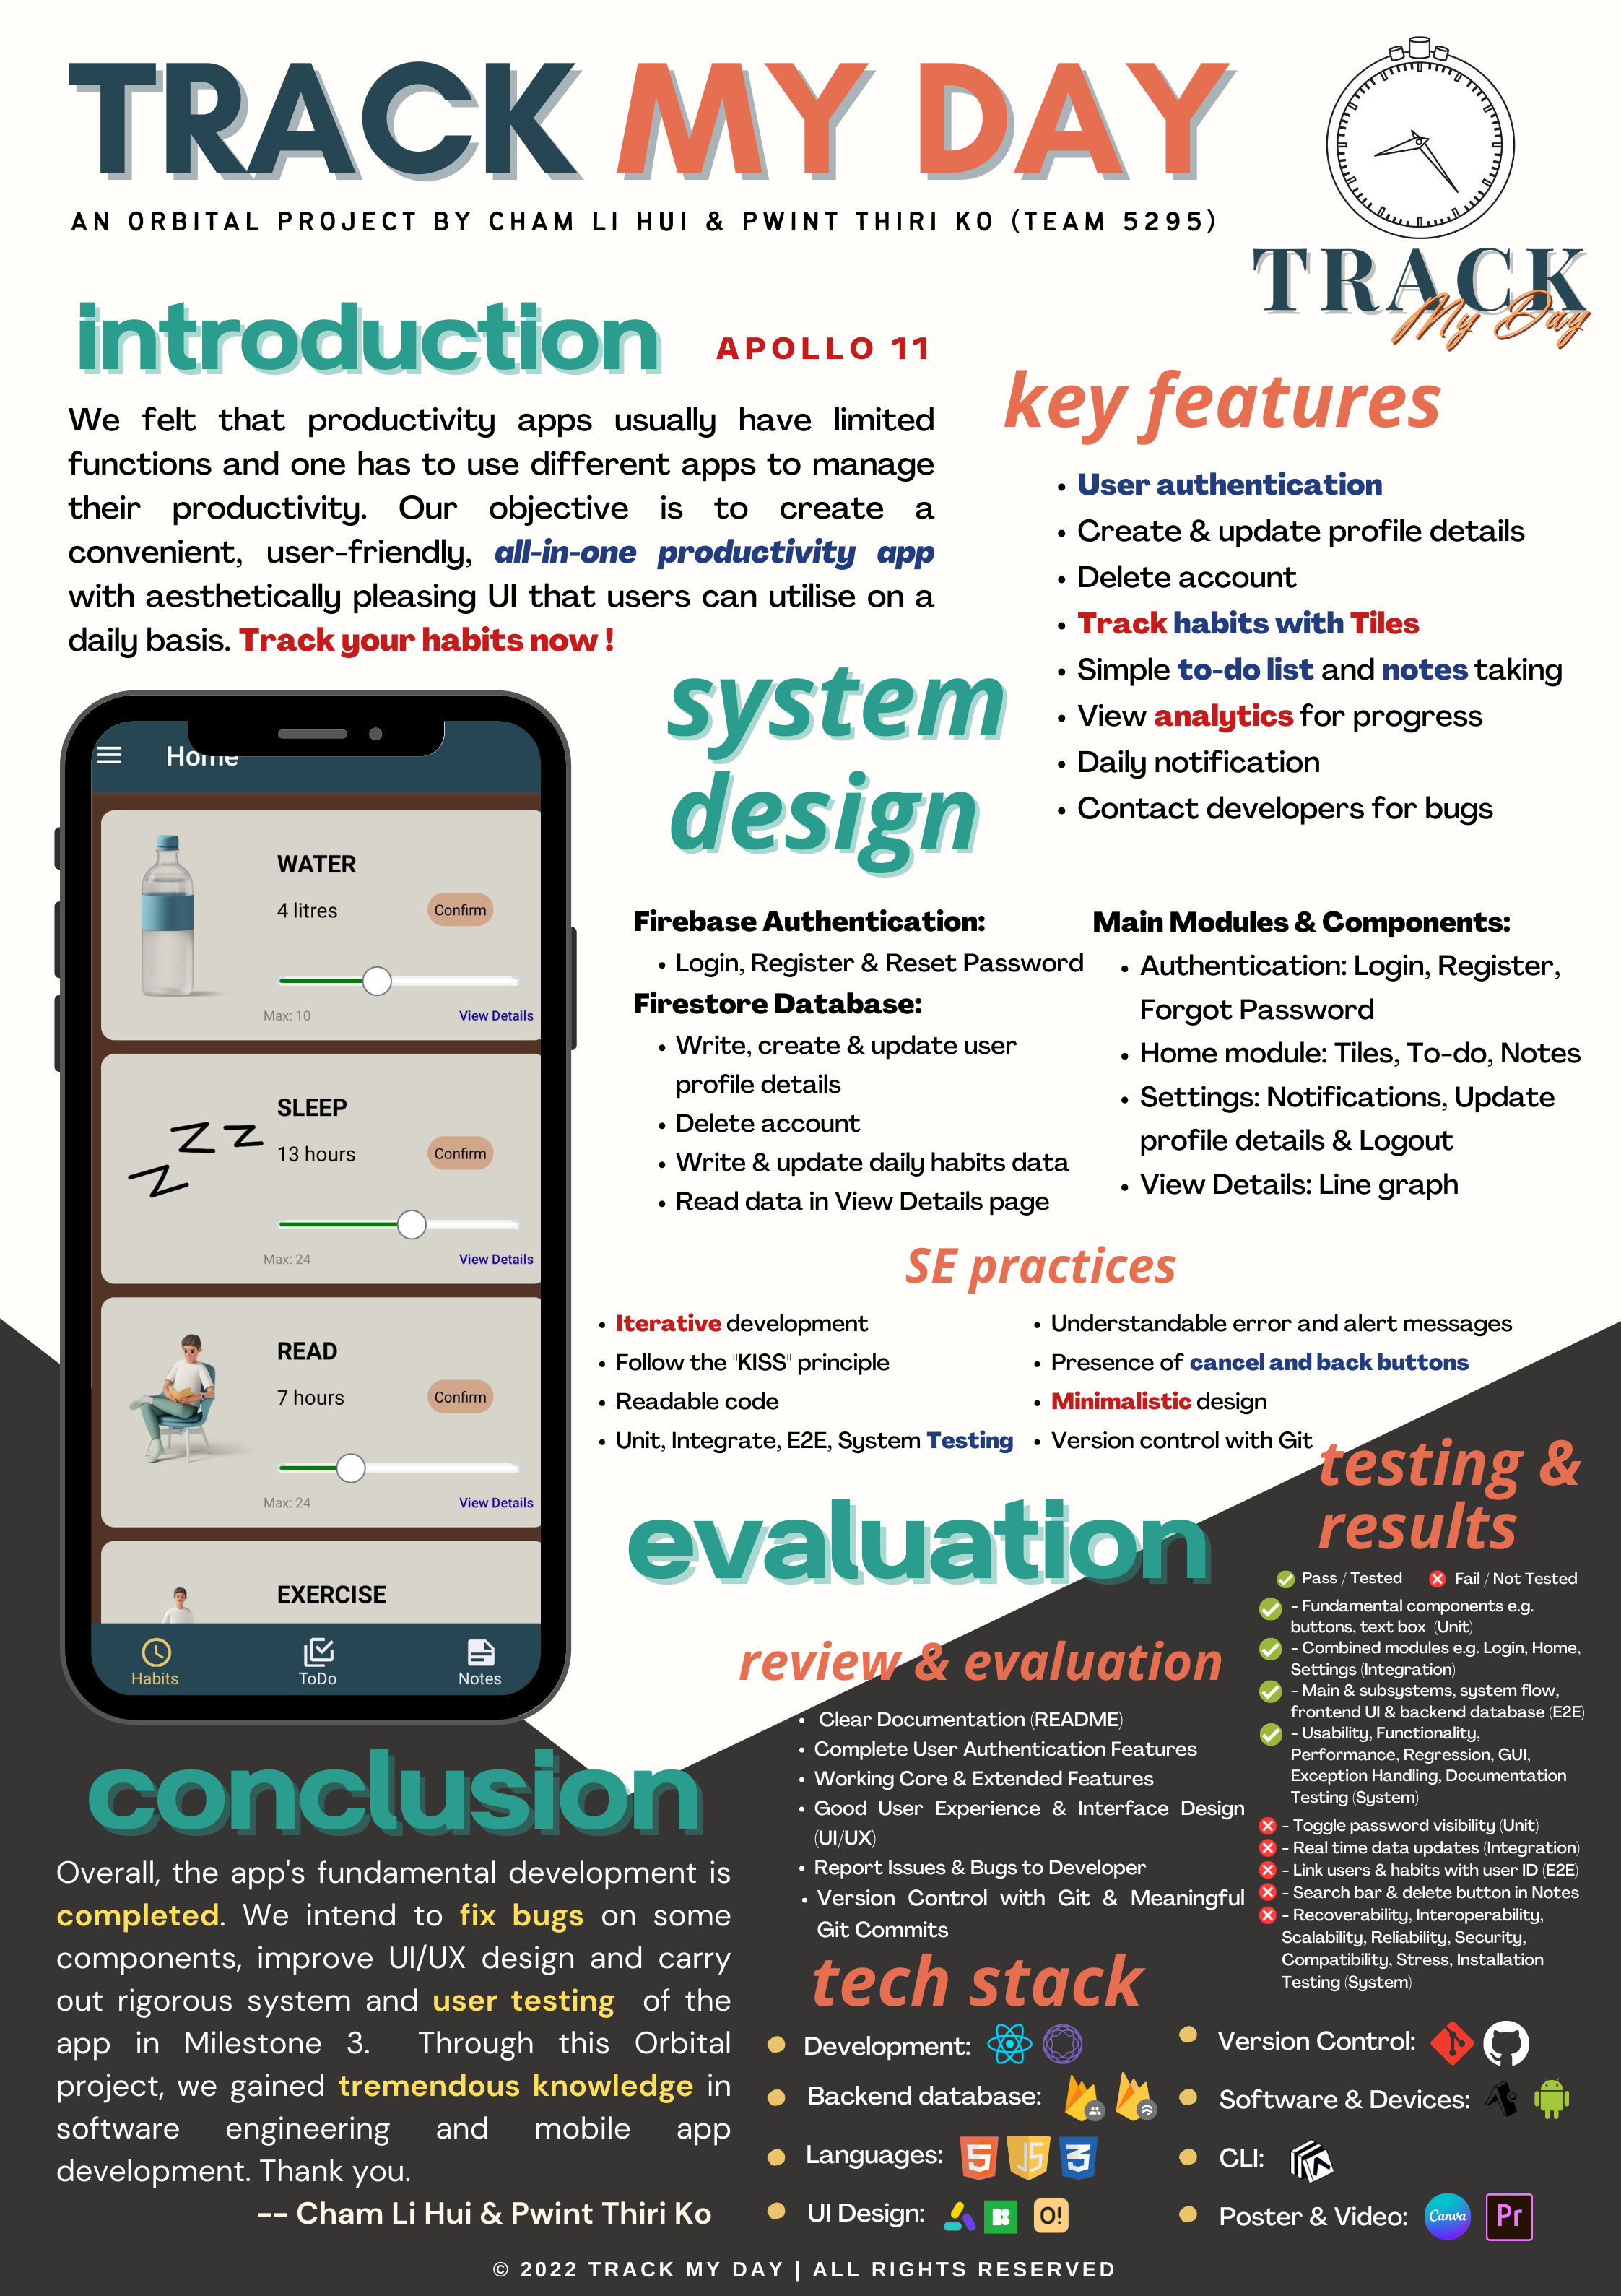 TRACK MY DAY
AN ORBITAL PROJECT BY CHAM LI HUI & PWINT THIRI KO (TEAM 5295)
TRACK
My Day
introduction
APOLLO 11
We felt that productivity apps usually have limited
functions and one has to use different apps to manage
their productivity. Our objective is to create a
convenient, user-friendly, all-in-one productivity app
with aesthetically pleasing UI that users can utilise on a
daily basis. Track your habits now !
key features
• User authentication
• Create & update profile details
• Delete account
• Track habits with Tiles
• Simple to-do list and notes taking
• View analytics for progress
• Daily notification
• Contact developers for bugs
Home
WATER
4 litres
Confirm
Max: 10
View Details
SLEEP
13 hours
Confirm
Max: 24
View Details
READ
7 hours
Confirm
Max: 24
View Details
EXERCISE
Habits
ToDo
Notes
system
design
Firebase Authentication:
• Login, Register & Reset Password
Firestore Database:
• Write, create & update user
profile details
• Delete account
• Write & update daily habits data
• Read data in View Details page
Main Modules & Components:
• Authentication: Login, Register,
Forgot Password
• Home module: Tiles, To-do, Notes
• Settings: Notifications, Update
profile details & Logout
• View Details: Line graph
SE practices
• Iterative development
• Follow the "KISS" principle
• Readable code
• Unit, Integrate, E2E, System Testing
• Understandable error and alert messages
• Presence of cancel and back buttons
• Minimalistic design
• Version control with Git
evaluation
review & evaluation
• Clear Documentation (README)
• Complete User Authentication Features
• Working Core & Extended Features
• Good User Experience & Interface Design
(UI/UX)
• Report Issues & Bugs to Developer
• Version Control with Git & Meaningful
Git Commits
testing &
results
Pass / Tested
Fail / Not Tested
- Fundamental components e.g.
buttons, text box (Unit)
- Combined modules e.g. Login, Home,
Settings (Integration)
- Main & subsystems, system flow,
frontend UI & backend database (E2E)
- Usability, Functionality,
Performance, Regression, GUI,
Exception Handling, Documentation
Testing (System)
- Toggle password visibility (Unit)
- Real time data updates (Integration)
- Link users & habits with user ID (E2E)
- Search bar & delete button in Notes
- Recoverability, Interoperability,
Scalability, Reliability, Security,
Compatibility, Stress, Installation
Testing (System)
conclusion
Overall, the app's fundamental development is
completed. We intend to fix bugs on some
components, improve UI/UX design and carry
out rigorous system and user testing of the
app in Milestone 3. Through this Orbital
project, we gained tremendous knowledge in
software engineering and mobile app
development. Thank you.
-- Cham Li Hui & Pwint Thiri Ko
tech stack
Development:
Backend database:
Languages: 5 JS 3
UI Design: O!
Version Control:
Software & Devices:
CLI:
Poster & Video: Canva Pr
© 2022 TRACK MY DAY | ALL RIGHTS RESERVED